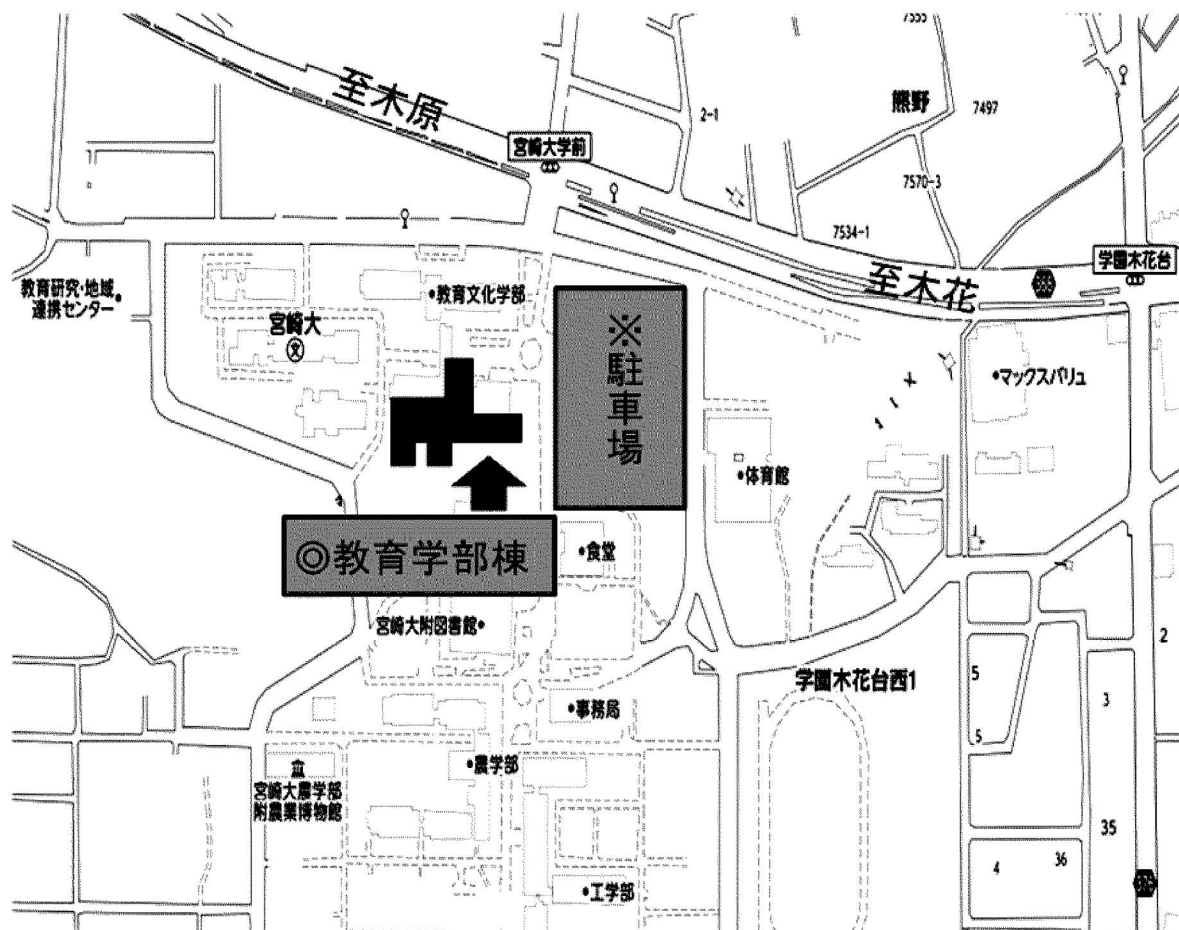 7555
至木原
熊野
7497
2-1
宮崎大学前
7570-3
7534-1
学園木花台
至木花
教育研究・地域
連携センター
教育文化学部
宮崎大
文
※駐車場
マックスバリュ
体育館
◎教育学部棟
食堂
宮崎大附図書館
2
学園木花台西1
5
3
事務局
5
農学部
宮崎大農学部
附農業博物館
35
36
4
工学部